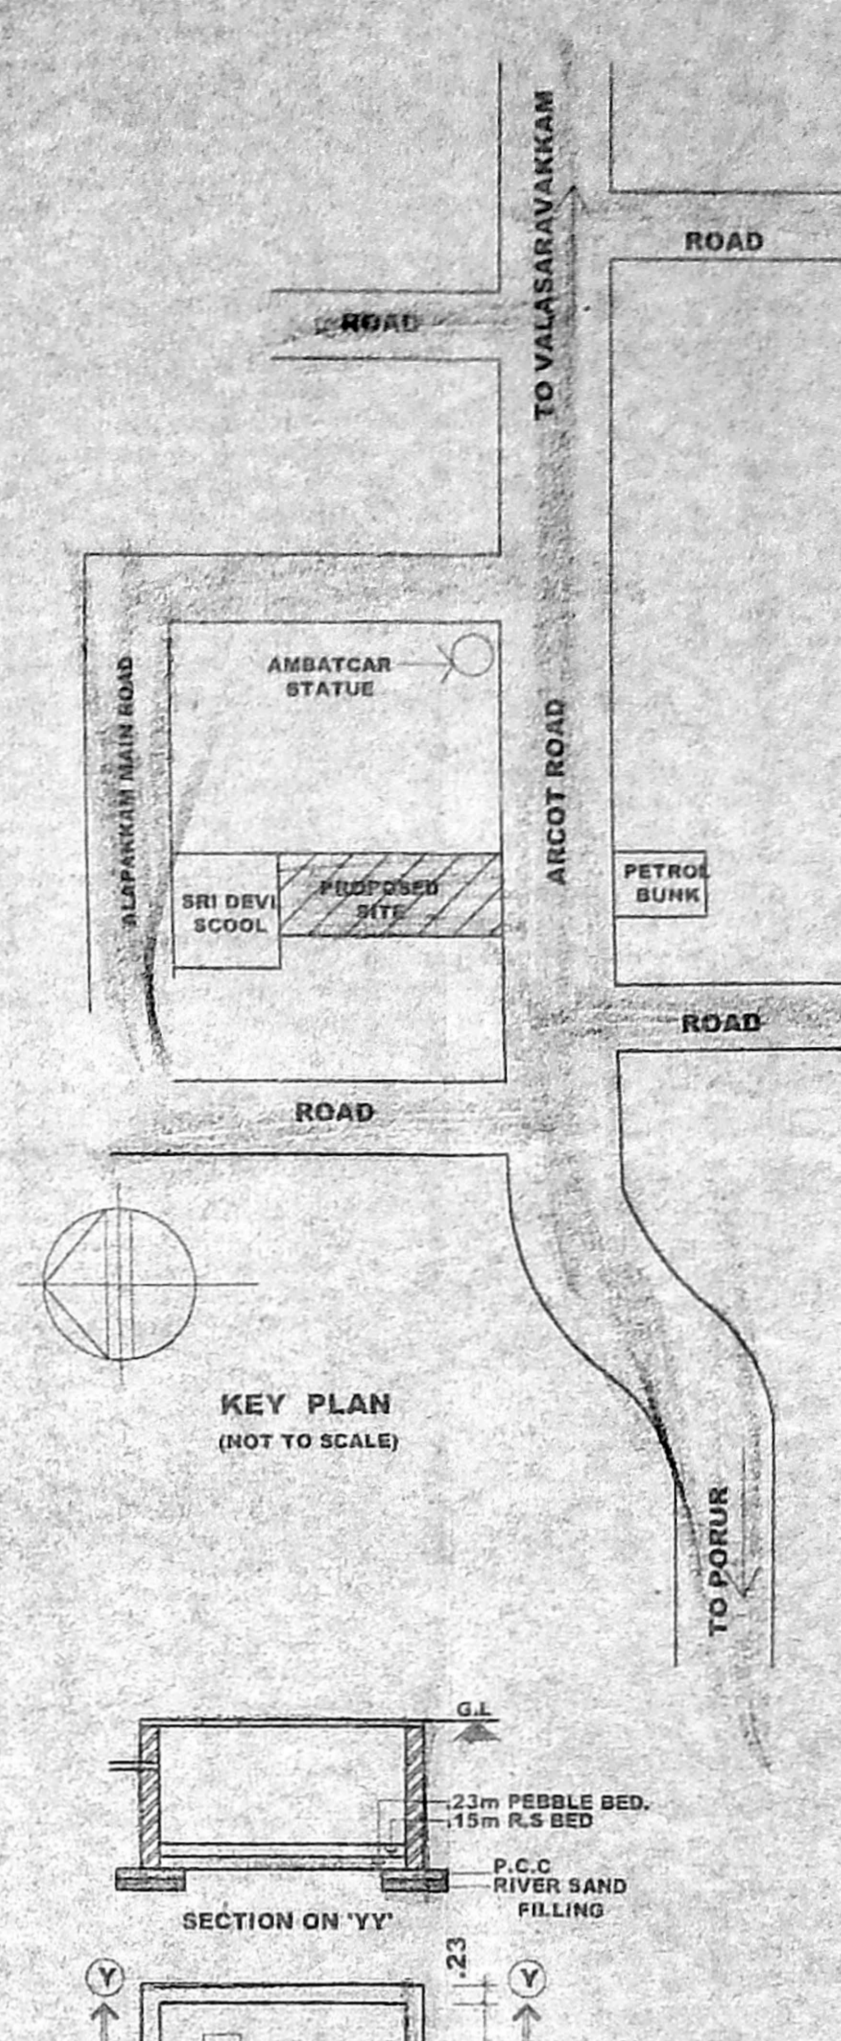 TO VALASARAVAKKAM
ROAD
ROAD
AMBATCAR
STATUE
ALAPAKKAM MAIN ROAD
ARCOT ROAD
SRI DEVI
SCOOL
PROPOSED
SITE
PETROL
BUNK
ROAD
ROAD
KEY PLAN
(NOT TO SCALE)
TO PORUR
G.L
.23m PEBBLE BED.
.15m R.S BED
P.C.C
RIVER SAND
FILLING
SECTION ON 'YY'
.23
Y
Y